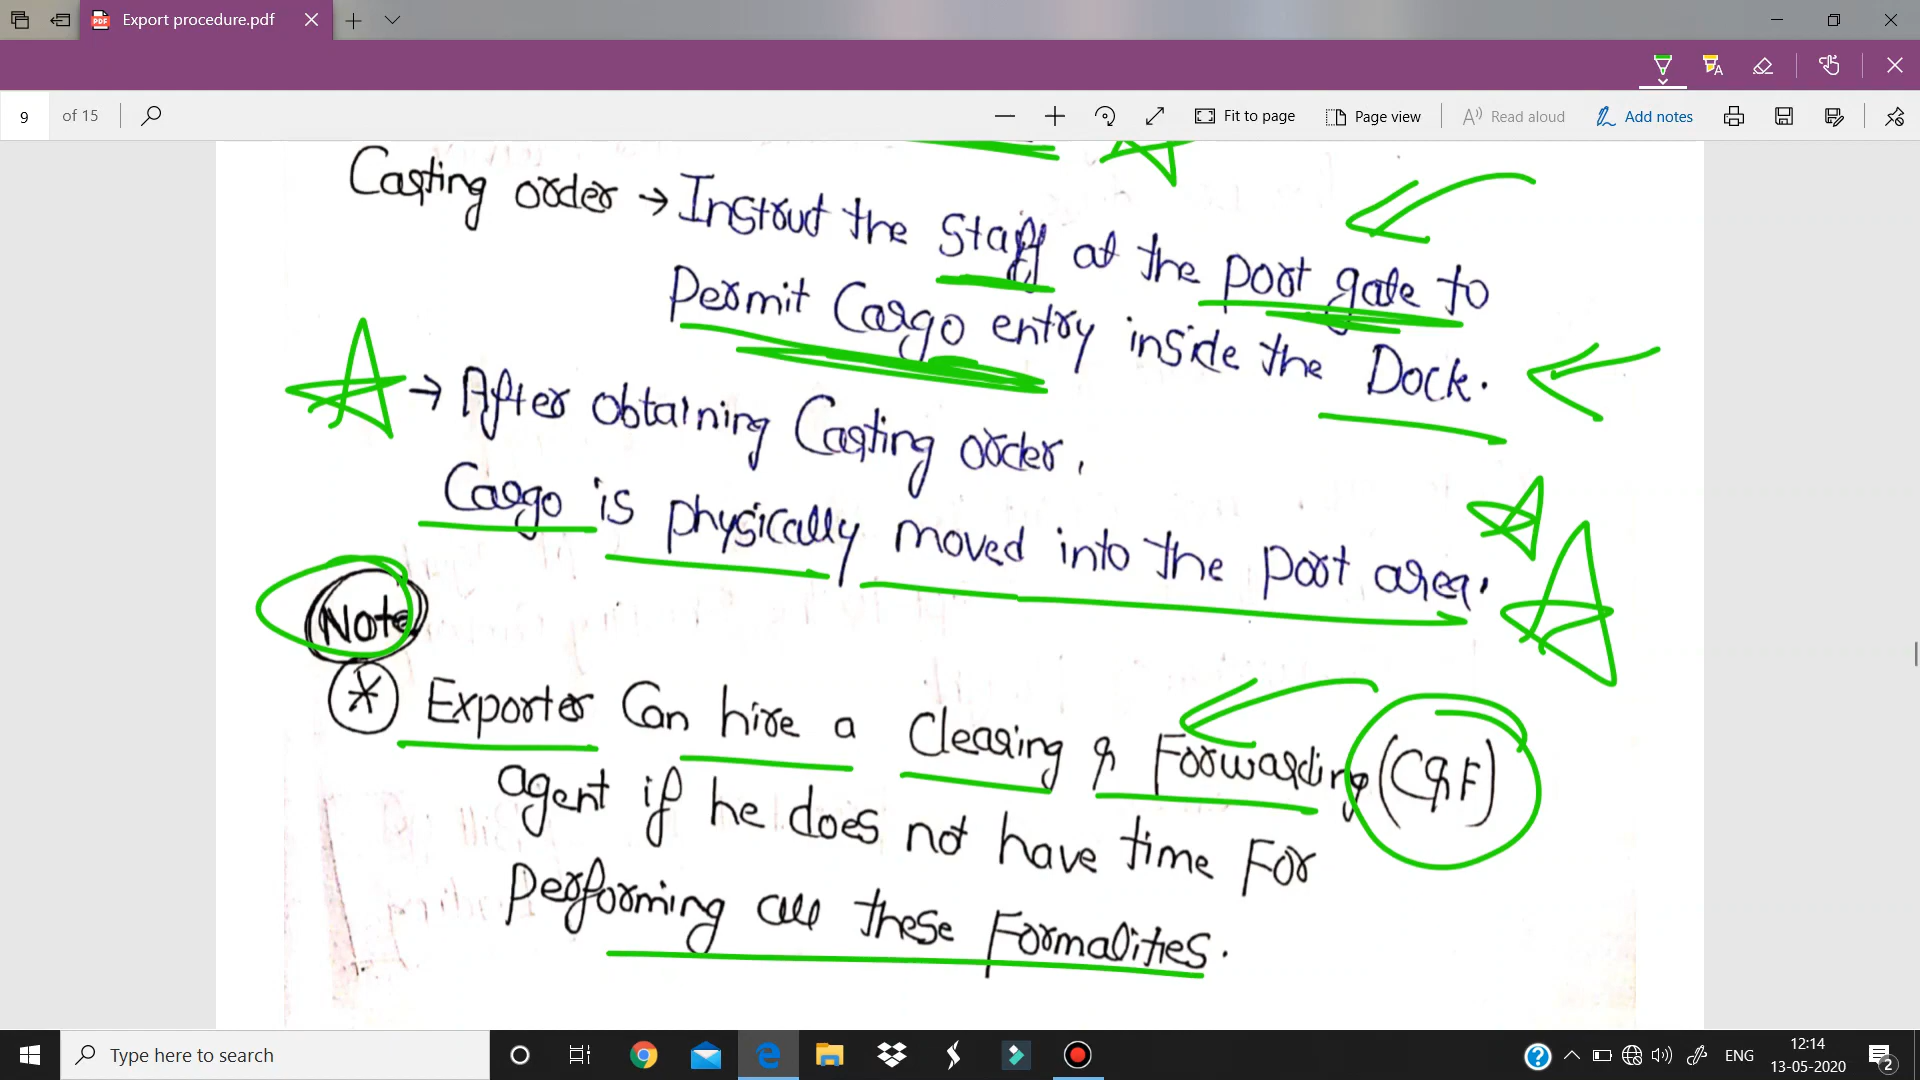 Export procedure.pdf
9 of 15 Fit to page Page view Read aloud Add notes
Carting order → Instruct the Staff at the port gate to
Permit Cargo entry inside the Dock.
→ After obtaining Carting order,
Cargo is physically moved into the Port area.
Note
* Exporter Can hire a Clearing & Forwarding (C&F)
agent if he does not have time For
Performing all these Formalities.
Type here to search
ENG
12:14
13-05-2020
2